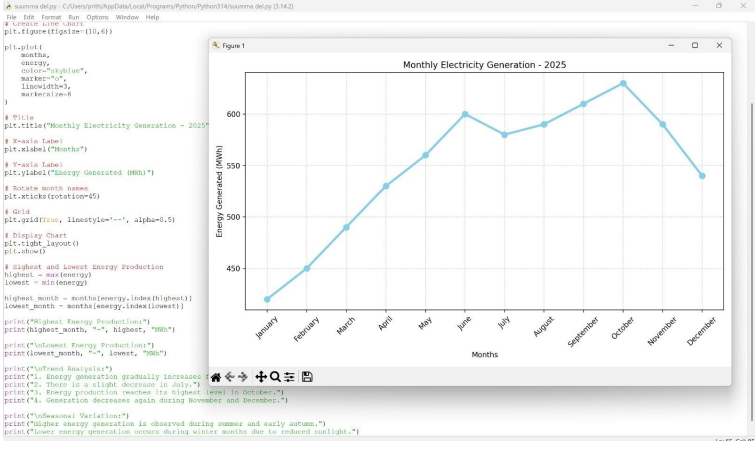 suumma del.py - C:/Users/prith/AppData/Local/Programs/Python/Python314/suumma del.py (3.14.2)
File Edit Format Run Options Window Help
# Create Line Chart
plt.figure(figsize=(10,6))
plt.plot(
months,
energy,
color="skyblue",
marker="o",
linewidth=3,
markersize=8
)
# Title
plt.title("Monthly Electricity Generation - 2025"
# X-axis Label
plt.xlabel("Months")
# Y-axis Label
plt.ylabel("Energy Generated (MWh)")
# Rotate month names
plt.xticks(rotation=45)
# Grid
plt.grid(True, linestyle='--', alpha=0.5)
# Display Chart
plt.tight_layout()
plt.show()
# Highest and Lowest Energy Production
highest = max(energy)
lowest = min(energy)
highest_month = months[energy.index(highest)]
lowest_month = months[energy.index(lowest)]
print("Highest Energy Production:")
print(highest_month, "-", highest, "MWh")
print("\nLowest Energy Production:")
print(lowest_month, "-", lowest, "MWh")
print("\nTrend Analysis:")
print("1. Energy generation gradually increases
print("2. There is a slight decrease in July.")
print("3. Energy production reaches its highest level in October.")
print("4. Generation decreases again during November and December.")
print("\nSeasonal Variation:")
print("Higher energy generation is observed during summer and early autumn.")
print("Lower energy generation occurs during winter months due to reduced sunlight.")
Figure 1
Monthly Electricity Generation - 2025
Energy Generated (MWh)
600
550
500
450
January
February
March
April
May
June
July
August
September
October
November
December
Months